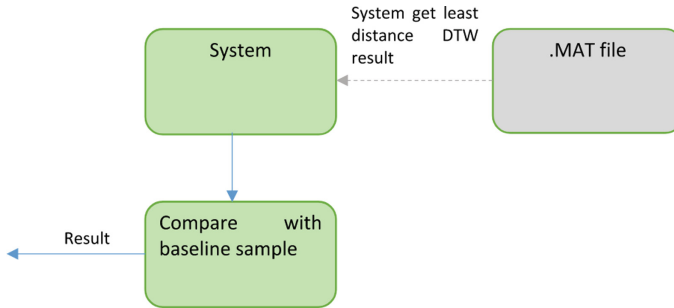 System get least
distance DTW
result
System
.MAT file
Compare with
baseline sample
Result